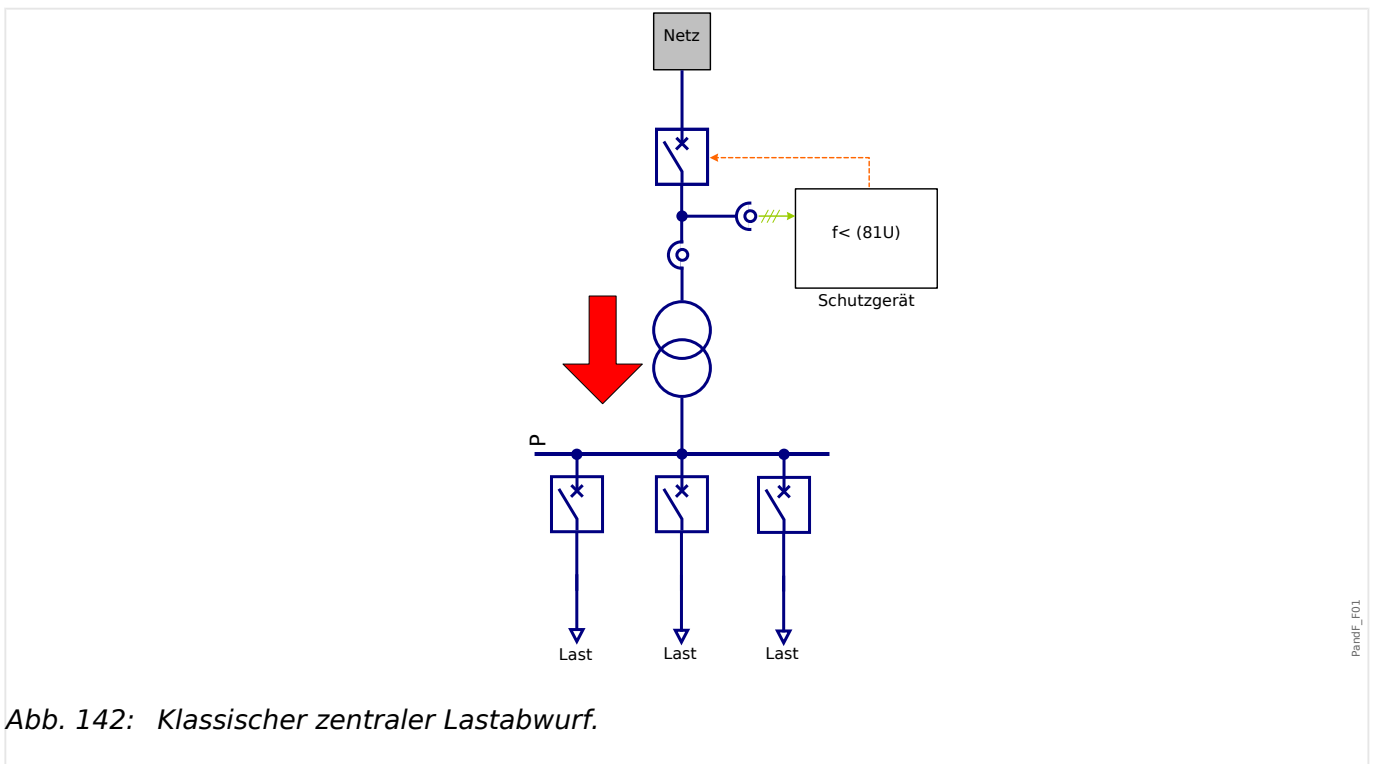 Netz
f< (81U)
Schutzgerät
P
Last
Last
Last
PandF_F01
Abb. 142: Klassischer zentraler Lastabwurf.